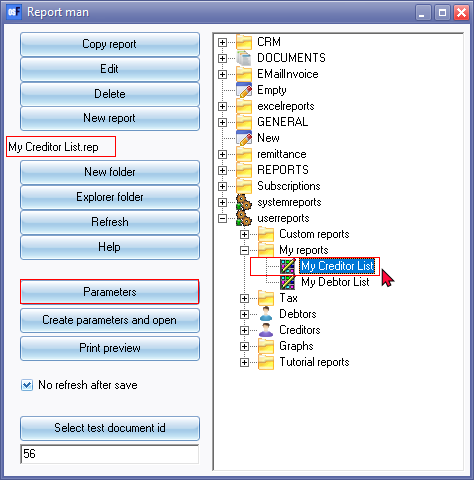 Report man
Copy report
Edit
Delete
New report
My Creditor List.rep
New folder
Explorer folder
Refresh
Help
Parameters
Create parameters and open
Print preview
No refresh after save
Select test document id
56
CRM
DOCUMENTS
EMailInvoice
Empty
excelreports
GENERAL
New
remittance
REPORTS
Subscriptions
systemreports
userreports
Custom reports
My reports
My Creditor List
My Debtor List
Tax
Debtors
Creditors
Graphs
Tutorial reports